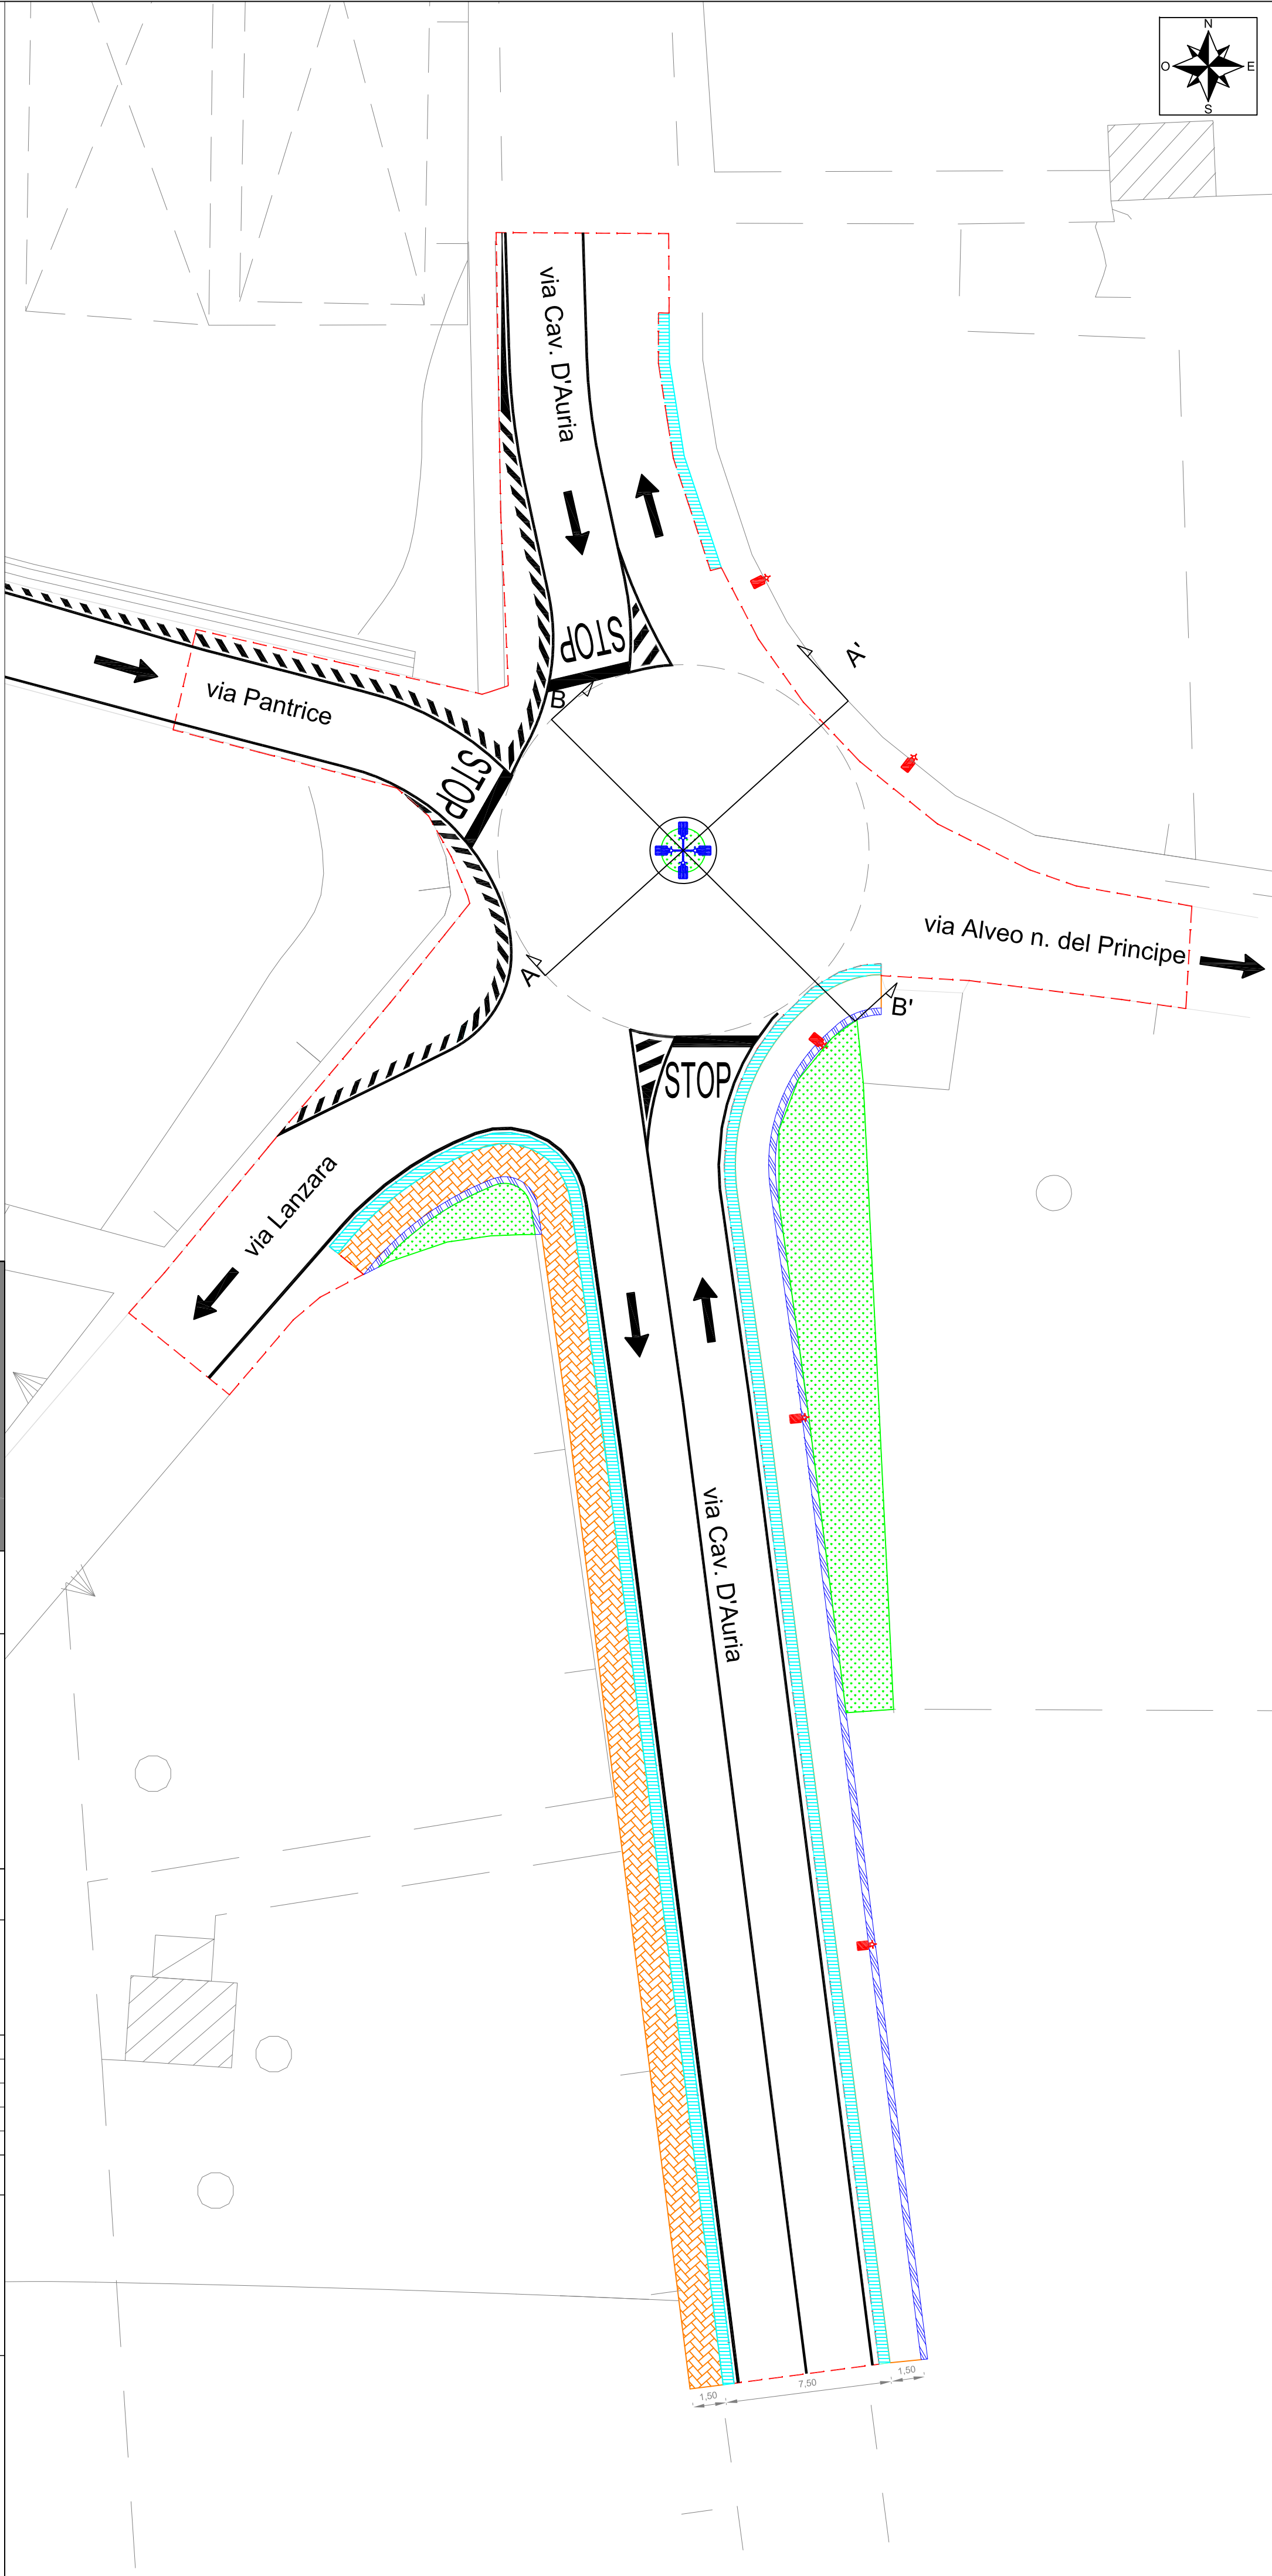 N
O
E
S
via Cav. D'Auria
STOP
A'
B
via Pantrice
STOP
via Alveo n. del Principe
A
B'
STOP
via Lanzara
via Cav. D'Auria
1,50
7,50
1,50